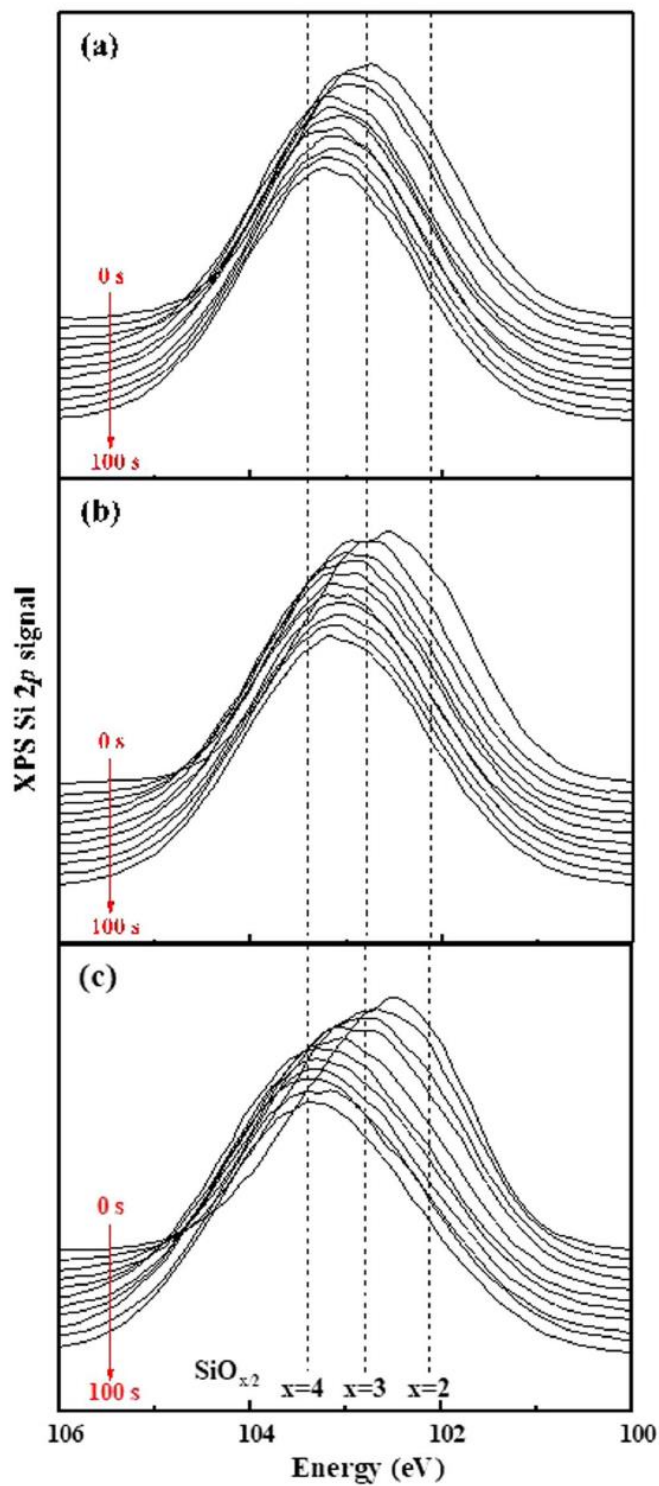 (a)
0 s
100 s
(b)
XPS Si 2p signal
0 s
100 s
(c)
0 s
100 s
SiOx/2
x=4 x=3 x=2
106 104 102 100
Energy (eV)